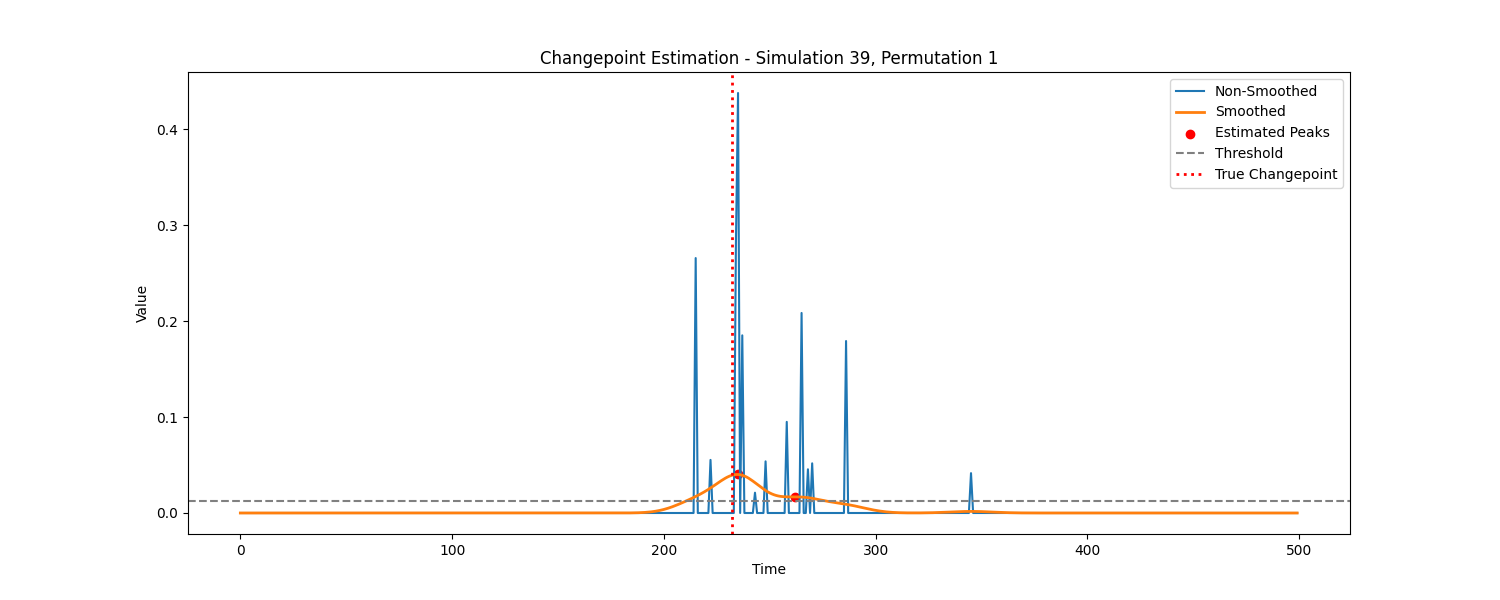 Changepoint Estimation - Simulation 39, Permutation 1
Non-Smoothed
Smoothed
Estimated Peaks
Threshold
True Changepoint
Value
0.4
0.3
0.2
0.1
0.0
0 100 200 300 400 500
Time